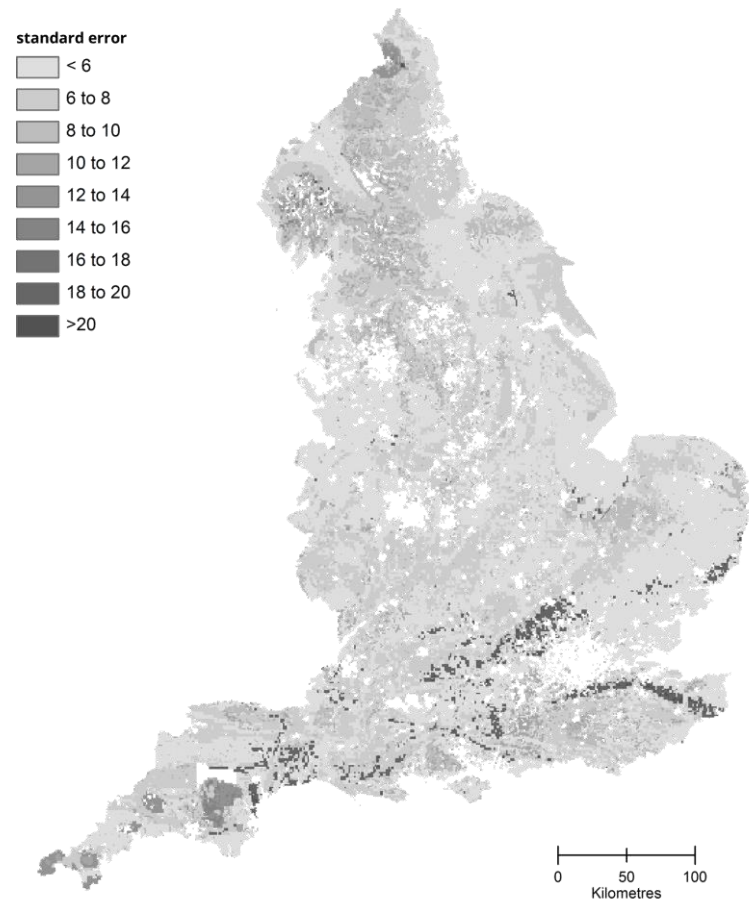 standard error
< 6
6 to 8
8 to 10
10 to 12
12 to 14
14 to 16
16 to 18
18 to 20
>20
0 50 100
Kilometres